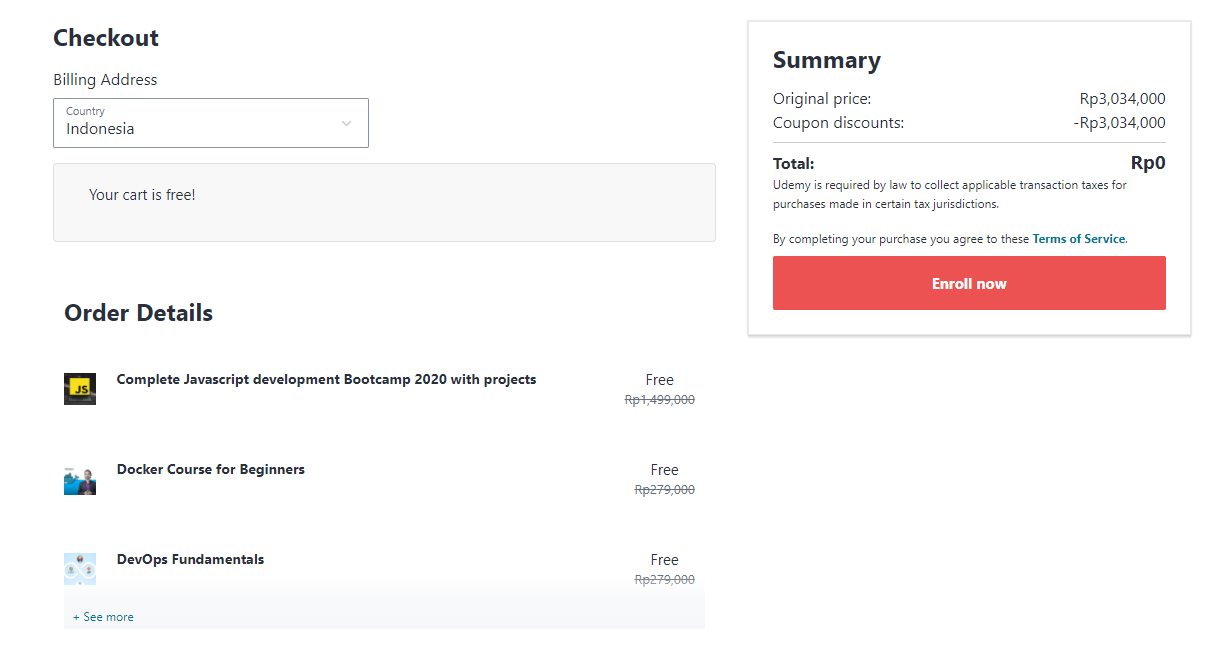 Checkout
Billing Address
Country
Indonesia
Your cart is free!
Order Details
JS
Complete Javascript development Bootcamp 2020 with projects
Free
Rp1,499,000
Docker Course for Beginners
Free
Rp279,000
DevOps Fundamentals
Free
Rp279,000
+ See more
Summary
Original price: Rp3,034,000
Coupon discounts: -Rp3,034,000
Total: Rp0
Udemy is required by law to collect applicable transaction taxes for
purchases made in certain tax jurisdictions.
By completing your purchase you agree to these Terms of Service.
Enroll now